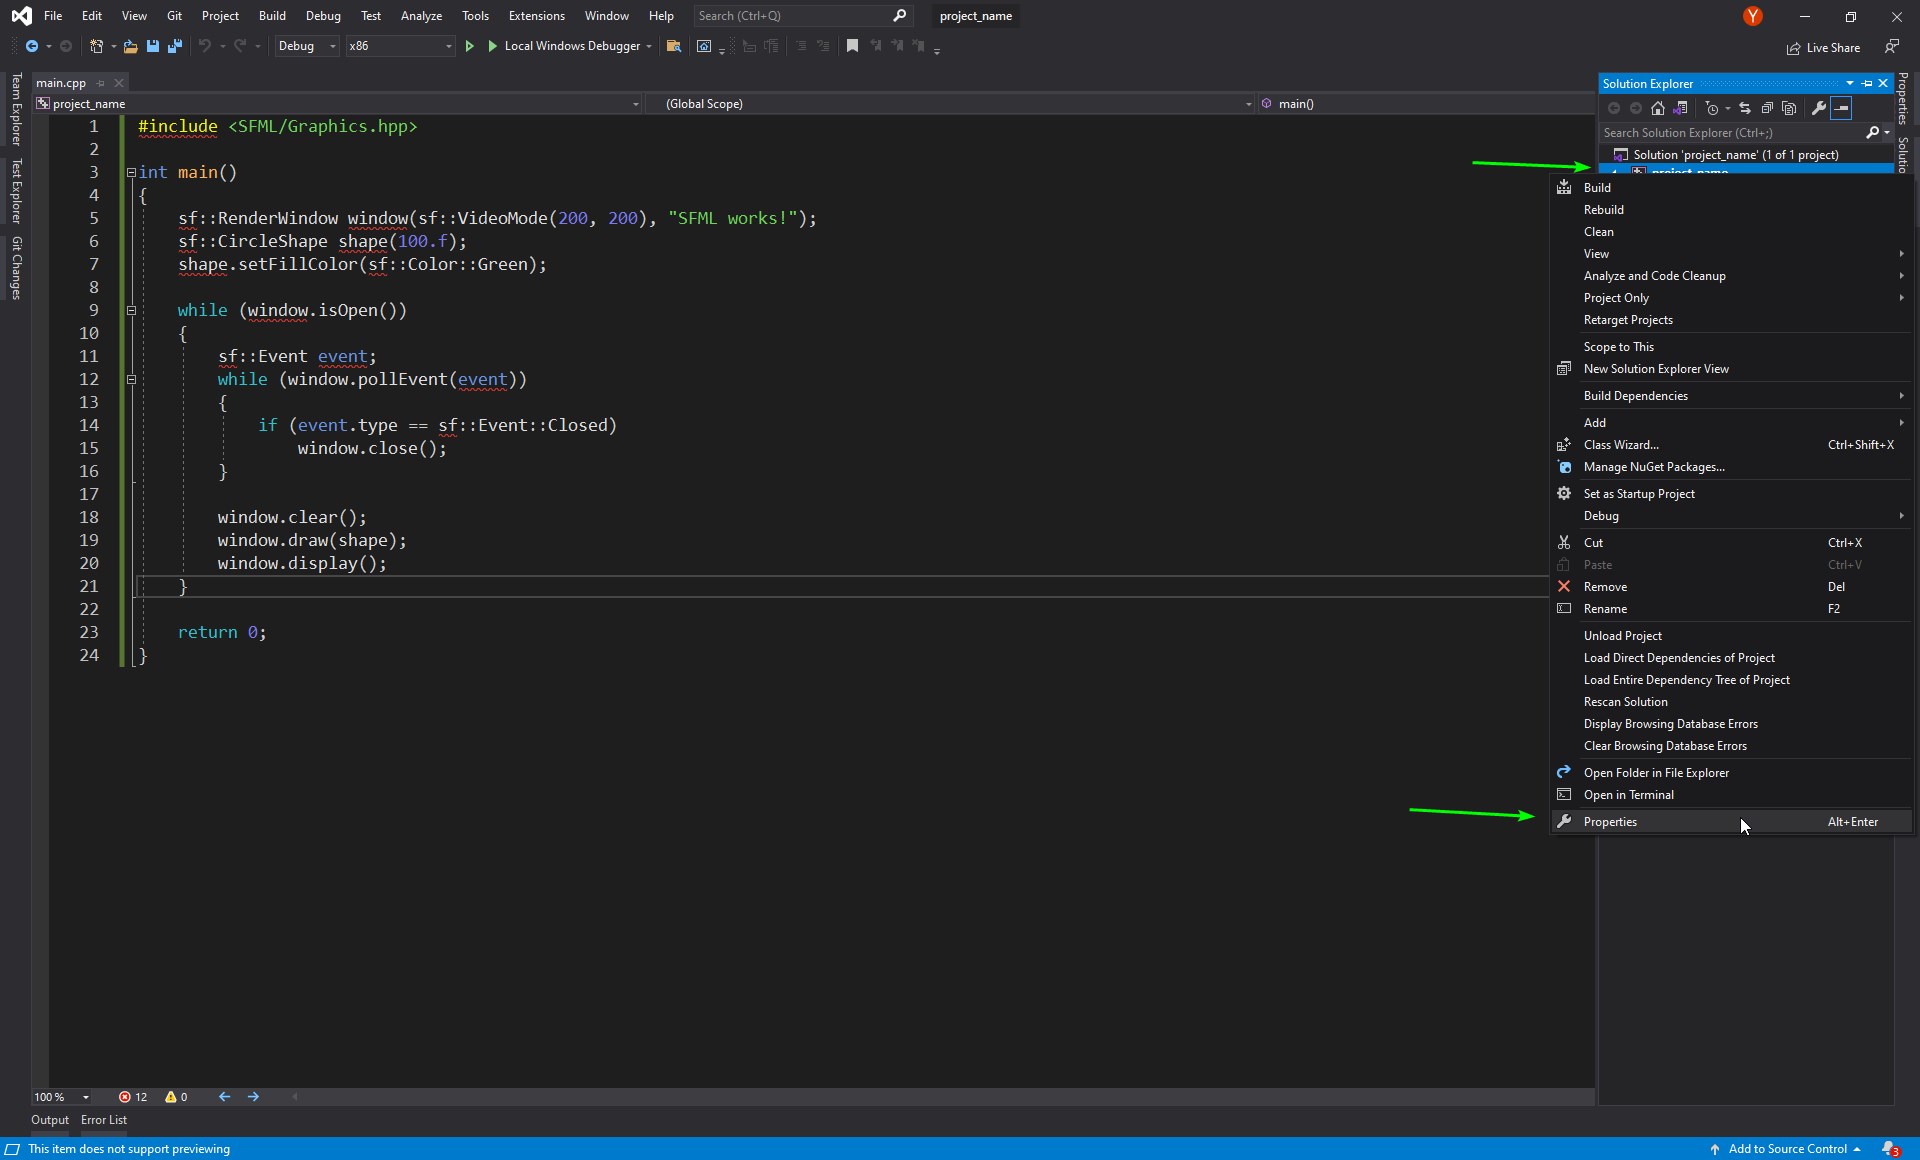 File Edit View Git Project Build Debug Test Analyze Tools Extensions Window Help Search (Ctrl+Q) project_name Y
Debug x86 Local Windows Debugger Live Share
Team Explorer
Test Explorer
Git Changes
main.cpp
project_name (Global Scope) main()
1 #include <SFML/Graphics.hpp>
2
3 int main()
4 {
5 sf::RenderWindow window(sf::VideoMode(200, 200), "SFML works!");
6 sf::CircleShape shape(100.f);
7 shape.setFillColor(sf::Color::Green);
8
9 while (window.isOpen())
10 {
11 sf::Event event;
12 while (window.pollEvent(event))
13 {
14 if (event.type == sf::Event::Closed)
15 window.close();
16 }
17
18 window.clear();
19 window.draw(shape);
20 window.display();
21 }
22
23 return 0;
24 }
Solution Explorer
Search Solution Explorer (Ctrl+;)
Solution 'project_name' (1 of 1 project)
project_name
Properties
Build
Rebuild
Clean
View
Analyze and Code Cleanup
Project Only
Retarget Projects
Scope to This
New Solution Explorer View
Build Dependencies
Add
Class Wizard... Ctrl+Shift+X
Manage NuGet Packages...
Set as Startup Project
Debug
Cut Ctrl+X
Paste Ctrl+V
Remove Del
Rename F2
Unload Project
Load Direct Dependencies of Project
Load Entire Dependency Tree of Project
Rescan Solution
Display Browsing Database Errors
Clear Browsing Database Errors
Open Folder in File Explorer
Open in Terminal
Properties Alt+Enter
100 % 12 0
Output Error List
This item does not support previewing Add to Source Control 3